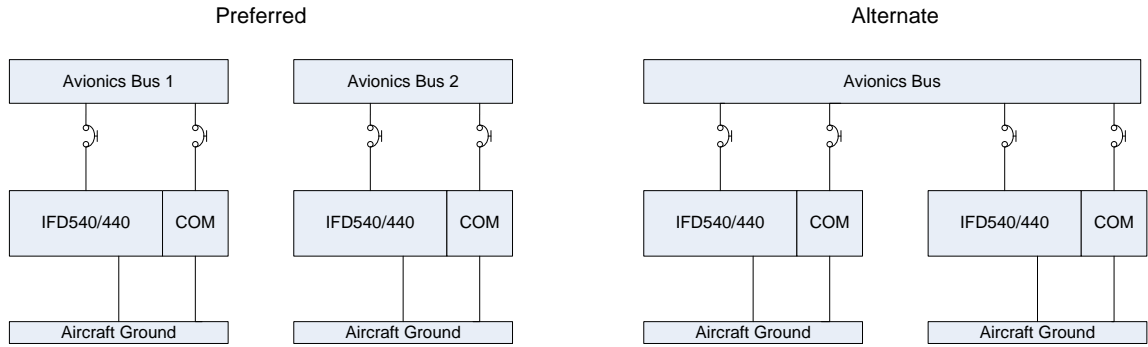 Preferred
Alternate
Avionics Bus 1
Avionics Bus 2
Avionics Bus
IFD540/440
COM
IFD540/440
COM
IFD540/440
COM
IFD540/440
COM
Aircraft Ground
Aircraft Ground
Aircraft Ground
Aircraft Ground